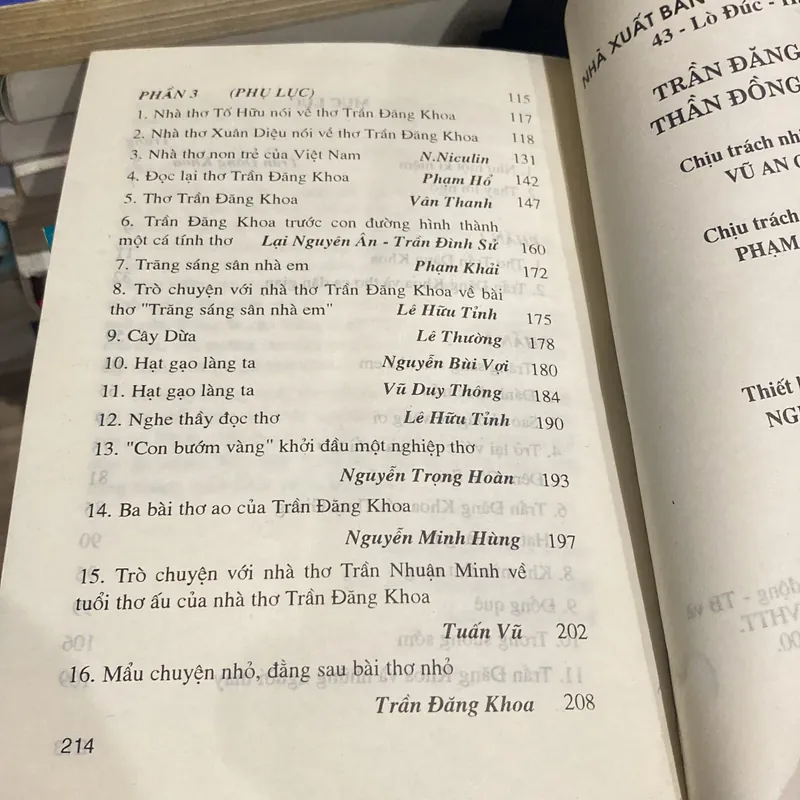 PHẦN 3 (PHỤ LỤC) 115
1. Nhà thơ Tố Hữu nói về thơ Trần Đăng Khoa 117
2. Nhà thơ Xuân Diệu nói về thơ Trần Đăng Khoa 118
3. Nhà thơ non trẻ của Việt Nam N.Niculin 131
4. Đọc lại thơ Trần Đăng Khoa Phạm Hổ 142
5. Thơ Trần Đăng Khoa Vân Thanh 147
6. Trần Đăng Khoa trước con đường hình thành
một cá tính thơ Lại Nguyên Ân - Trần Đình Sử 160
7. Trăng sáng sân nhà em Phạm Khải 172
8. Trò chuyện với nhà thơ Trần Đăng Khoa về bài
thơ "Trăng sáng sân nhà em" Lê Hữu Tỉnh 175
9. Cây Dừa Lê Thường 178
10. Hạt gạo làng ta Nguyễn Bùi Vợi 180
11. Hạt gạo làng ta Vũ Duy Thông 184
12. Nghe thầy đọc thơ Lê Hữu Tỉnh 190
13. "Con bướm vàng" khởi đầu một nghiệp thơ
Nguyễn Trọng Hoàn 193
14. Ba bài thơ ao của Trần Đăng Khoa
Nguyễn Minh Hùng 197
15. Trò chuyện với nhà thơ Trần Nhuận Minh về
tuổi thơ ấu của nhà thơ Trần Đăng Khoa
Tuấn Vũ 202
16. Mẩu chuyện nhỏ, đằng sau bài thơ nhỏ
Trần Đăng Khoa 208
214
NHÀ XUẤT BẢN
43 - Lò Đúc -
TRẦN ĐĂNG
THẦN ĐỒNG
Chịu trách
VŨ AN
Chịu trách
PHẠM
Thiết